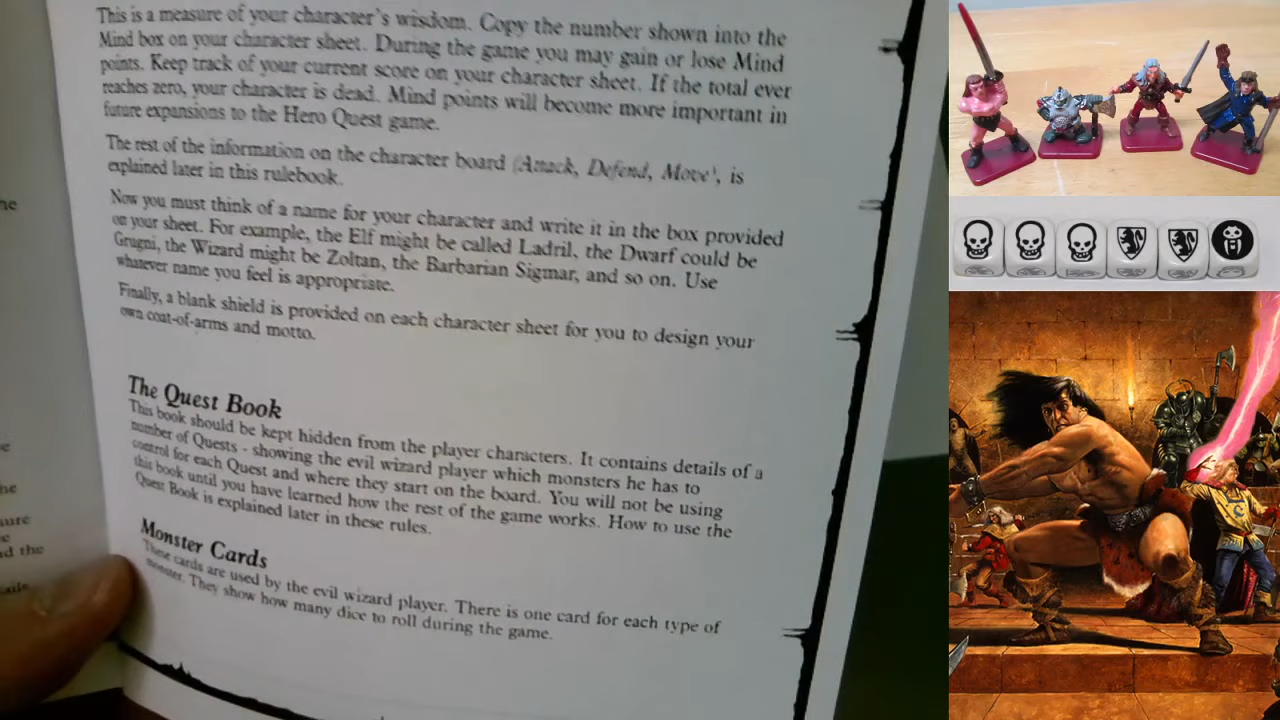 This is a measure of your character's wisdom. Copy the number shown into the
Mind box on your character sheet. During the game you may gain or lose Mind
points. Keep track of your current score on your character sheet. If the total ever
reaches zero, your character is dead. Mind points will become more important in
future expansions to the Hero Quest game.
The rest of the information on the character board (Attack, Defend, Move', is
explained later in this rulebook.
Now you must think of a name for your character and write it in the box provided
on your sheet. For example, the Elf might be called Ladril, the Dwarf could be
Grugni, the Wizard might be Zoltan, the Barbarian Sigmar, and so on. Use
whatever name you feel is appropriate.
Finally, a blank shield is provided on each character sheet for you to design your
own coat-of-arms and motto.
The Quest Book
This book should be kept hidden from the player characters. It contains details of a
number of Quests - showing the evil wizard player which monsters he has to
control for each Quest and where they start on the board. You will not be using
this book until you have learned how the rest of the game works. How to use the
Quest Book is explained later in these rules.
Monster Cards
These cards are used by the evil wizard player. There is one card for each type of
monster. They show how many dice to roll during the game.